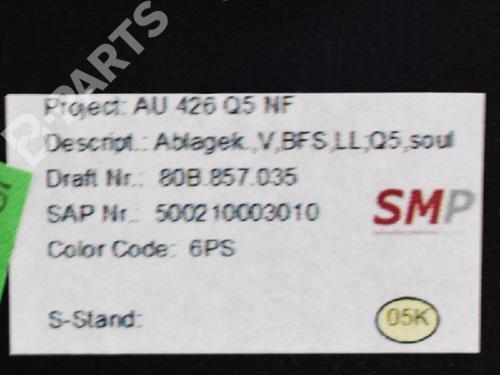 B-PARTS
Project: AU 426 Q5 NF
Descript.: Ablagek.,V,BFS,LL;Q5,soul
Draft Nr.: 80B.857.035
SAP Nr.: 500210003010
SMP
Color Code: 6PS
S-Stand:
05K